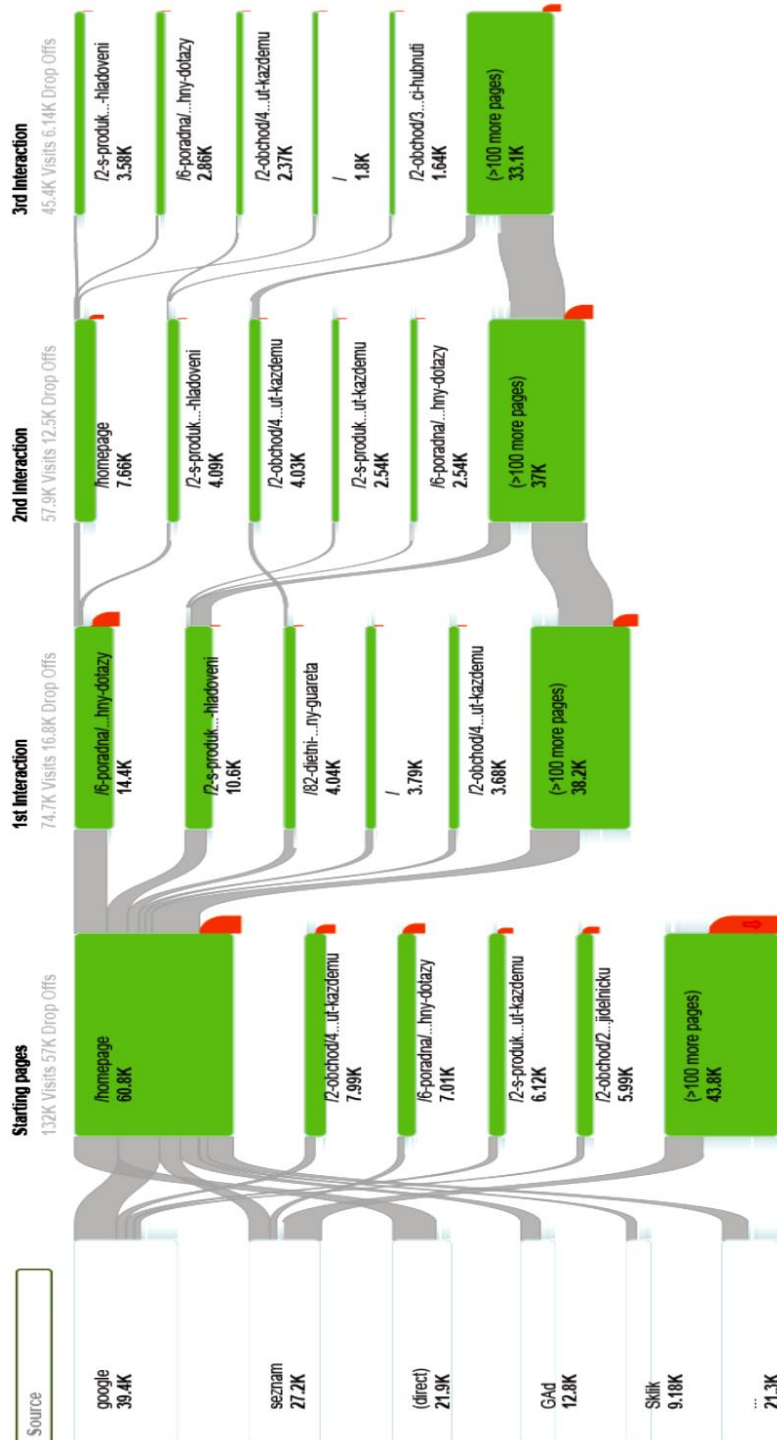 Source
google
39.4K
seznam
27.2K
(direct)
21.9K
GAd
12.8K
Sklik
9.18K
...
21.3K
Starting pages
132K Visits 57K Drop Offs
/homepage
60.8K
/2-obchod/4...ut-kazdemu
7.99K
/6-poradna/...hny-dotazy
7.01K
/2-s-produk...ut-kazdemu
6.12K
/2-obchod/2...jidelnicku
5.99K
(>100 more pages)
43.8K
1st Interaction
74.7K Visits 16.8K Drop Offs
/6-poradna/...hny-dotazy
14.4K
/2-s-produk...-hladoveni
10.6K
/82-dietni-...ny-guareta
4.04K
/
3.79K
/2-obchod/4...ut-kazdemu
3.68K
(>100 more pages)
38.2K
2nd Interaction
57.9K Visits 12.5K Drop Offs
/homepage
7.66K
/2-s-produk...-hladoveni
4.09K
/2-obchod/4...ut-kazdemu
4.03K
/2-s-produk...ut-kazdemu
2.54K
/6-poradna/...hny-dotazy
2.54K
(>100 more pages)
37K
3rd Interaction
45.4K Visits 6.14K Drop Offs
/2-s-produk...-hladoveni
3.58K
/6-poradna/...hny-dotazy
2.86K
/2-obchod/4...ut-kazdemu
2.37K
/
1.8K
/2-obchod/3...ci-hubnuti
1.64K
(>100 more pages)
33.1K